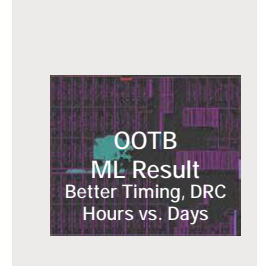 OOTB
ML Result
Better Timing, DRC
Hours vs. Days